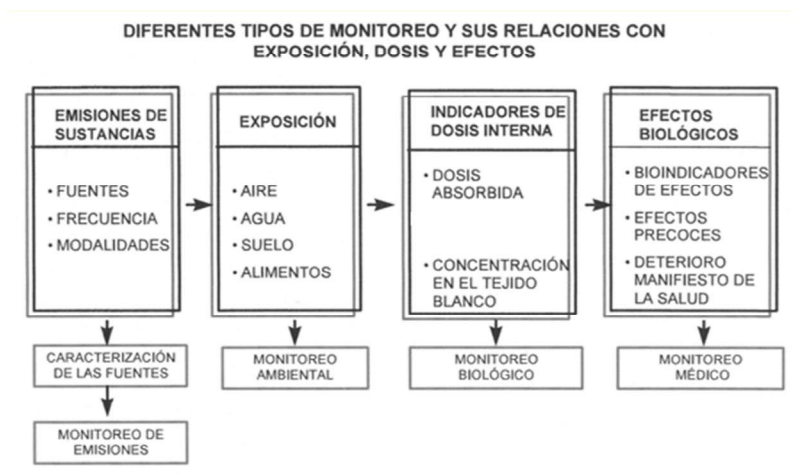 DIFERENTES TIPOS DE MONITOREO Y SUS RELACIONES CON
EXPOSICIÓN, DOSIS Y EFECTOS
EMISIONES DE
SUSTANCIAS
• FUENTES
• FRECUENCIA
• MODALIDADES
EXPOSICIÓN
• AIRE
• AGUA
• SUELO
• ALIMENTOS
INDICADORES DE
DOSIS INTERNA
• DOSIS
ABSORBIDA
• CONCENTRACIÓN
EN EL TEJIDO
BLANCO
EFECTOS
BIOLÓGICOS
• BIOINDICADORES
DE EFECTOS
• EFECTOS
PRECOCES
• DETERIORO
MANIFIESTO DE
LA SALUD
CARACTERIZACIÓN
DE LAS FUENTES
MONITOREO
AMBIENTAL
MONITOREO
BIOLÓGICO
MONITOREO
MÉDICO
MONITOREO DE
EMISIONES